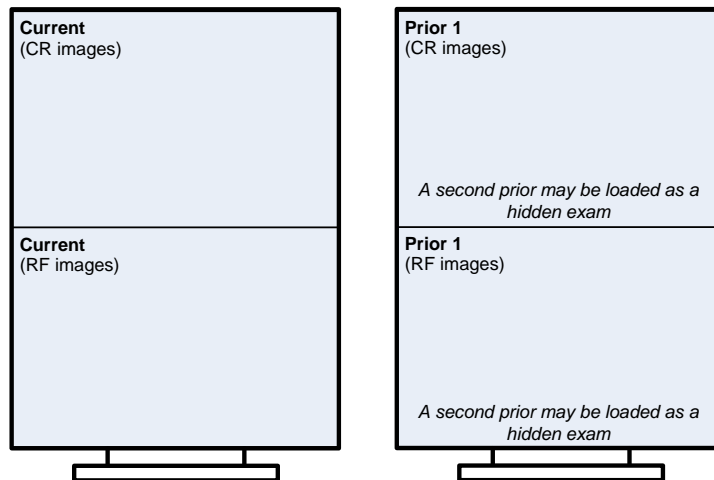 Current
(CR images)
Current
(RF images)
Prior 1
(CR images)
A second prior may be loaded as a
hidden exam
Prior 1
(RF images)
A second prior may be loaded as a
hidden exam